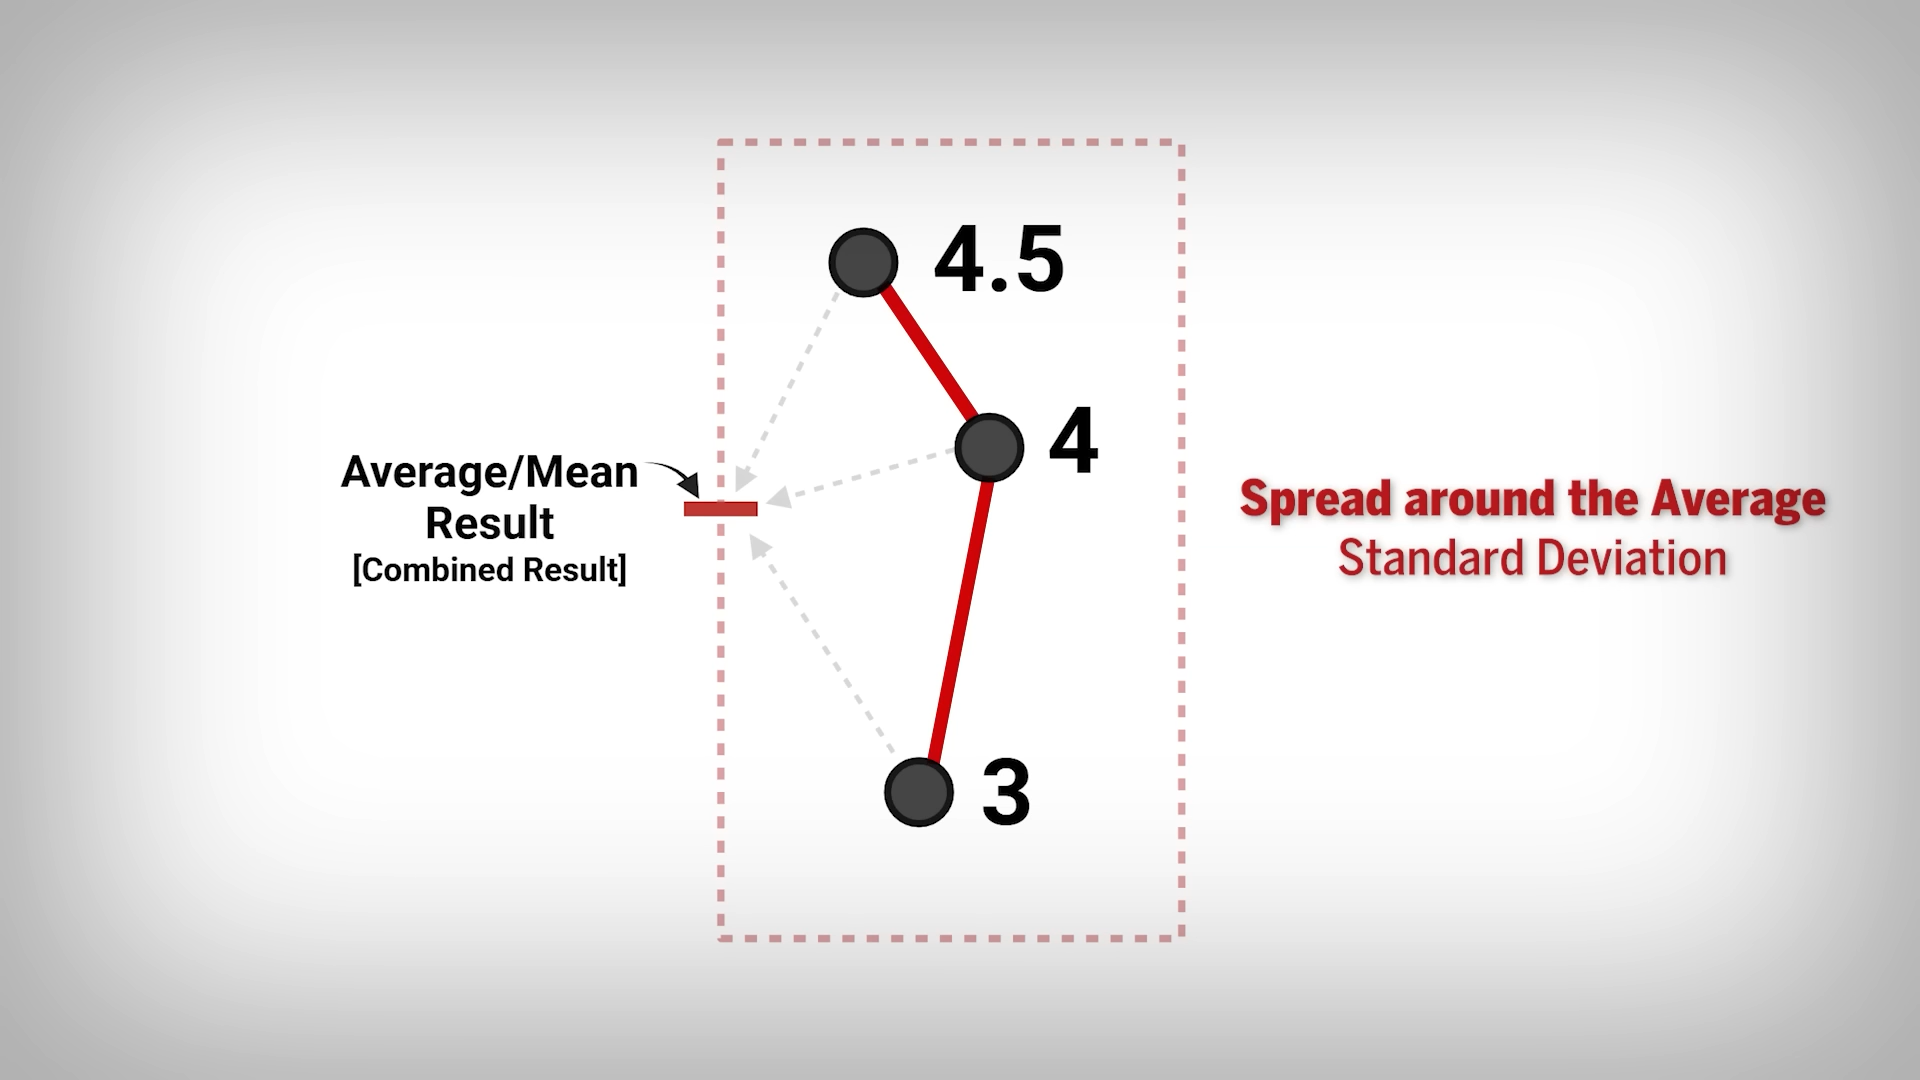 4.5
4
Average/Mean
Result
[Combined Result]
Spread around the Average
Standard Deviation
3